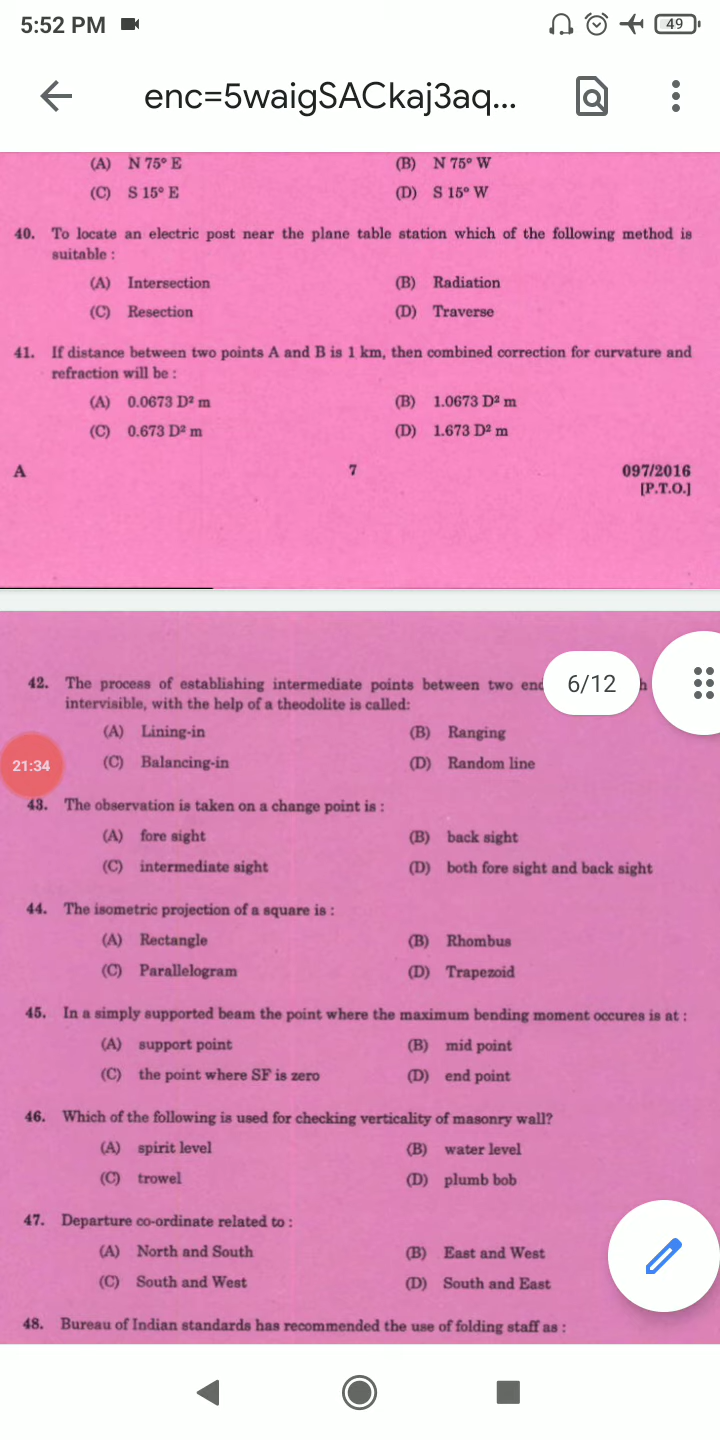 5:52 PM
49
enc=5waigSACkaj3aq...
(A) N 75° E (B) N 75° W
(C) S 15° E (D) S 15° W
40. To locate an electric post near the plane table station which of the following method is
suitable :
(A) Intersection (B) Radiation
(C) Resection (D) Traverse
41. If distance between two points A and B is 1 km, then combined correction for curvature and
refraction will be :
(A) 0.0673 D² m (B) 1.0673 D² m
(C) 0.673 D² m (D) 1.673 D² m
A 7 097/2016
[P.T.O.]
42. The process of establishing intermediate points between two
6/12
intervisible, with the help of a theodolite is called:
(A) Lining-in (B) Ranging
21:34
(C) Balancing-in (D) Random line
43. The observation is taken on a change point is :
(A) fore sight (B) back sight
(C) intermediate sight (D) both fore sight and back sight
44. The isometric projection of a square is :
(A) Rectangle (B) Rhombus
(C) Parallelogram (D) Trapezoid
45. In a simply supported beam the point where the maximum bending moment occures is at :
(A) support point (B) mid point
(C) the point where SF is zero (D) end point
46. Which of the following is used for checking verticality of masonry wall?
(A) spirit level (B) water level
(C) trowel (D) plumb bob
47. Departure co-ordinate related to :
(A) North and South (B) East and West
(C) South and West (D) South and East
48. Bureau of Indian standards has recommended the use of folding staff as :